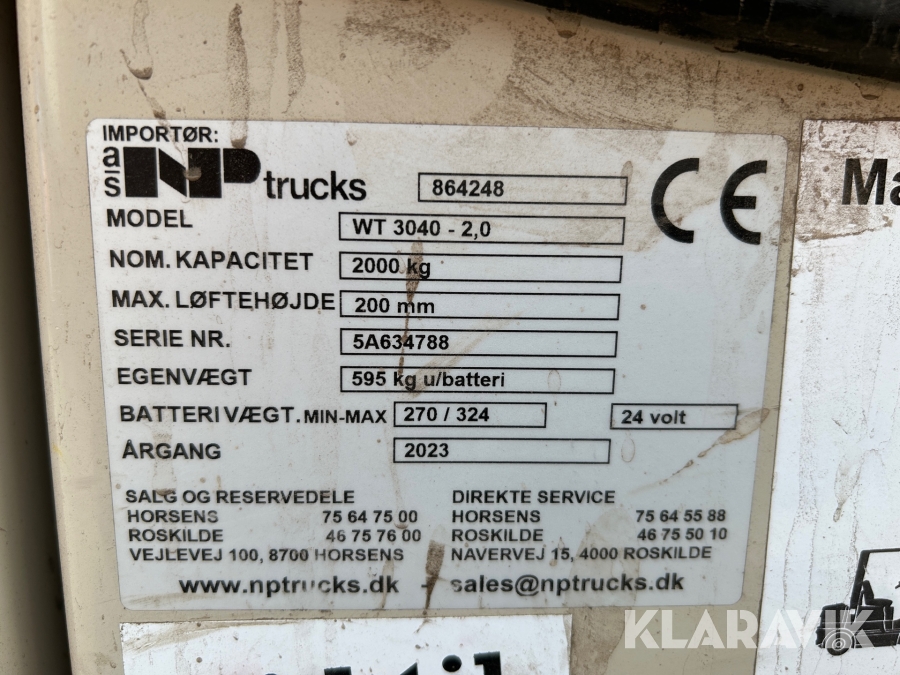 IMPORTØR:
a/s NP trucks 864248
CE
MODEL WT 3040 - 2,0
NOM. KAPACITET 2000 kg
MAX. LØFTEHØJDE 200 mm
SERIE NR. 5A634788
EGENVÆGT 595 kg u/batteri
BATTERIVÆGT. MIN-MAX 270 / 324 24 volt
ÅRGANG 2023
SALG OG RESERVEDELE DIREKTE SERVICE
HORSENS 75 64 75 00 HORSENS 75 64 55 88
ROSKILDE 46 75 76 00 ROSKILDE 46 75 50 10
VEJLEVEJ 100, 8700 HORSENS NAVERVEJ 15, 4000 ROSKILDE
www.nptrucks.dk - sales@nptrucks.dk
Ma
KLARAVIK